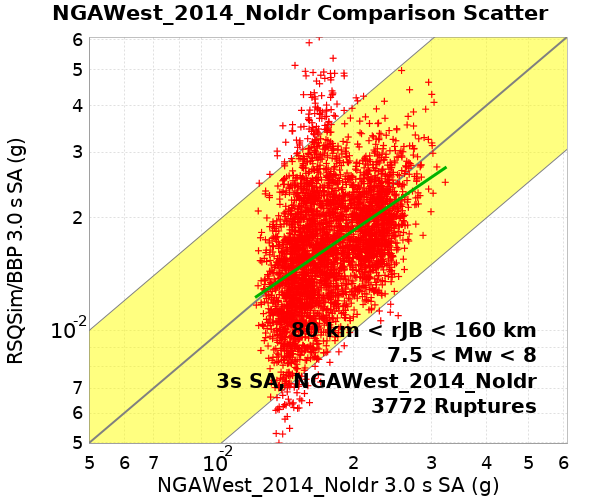 NGAWest_2014_NoIdr Comparison Scatter
RSQSim/BBP 3.0 s SA (g)
6
5
4
3
2
10-2
7
6
5
80 km < rJB < 160 km
7.5 < Mw < 8
3s SA, NGAWest_2014_NoIdr
3772 Ruptures
5 6 7 10-2 2 3 4 5 6
NGAWest_2014_NoIdr 3.0 s SA (g)